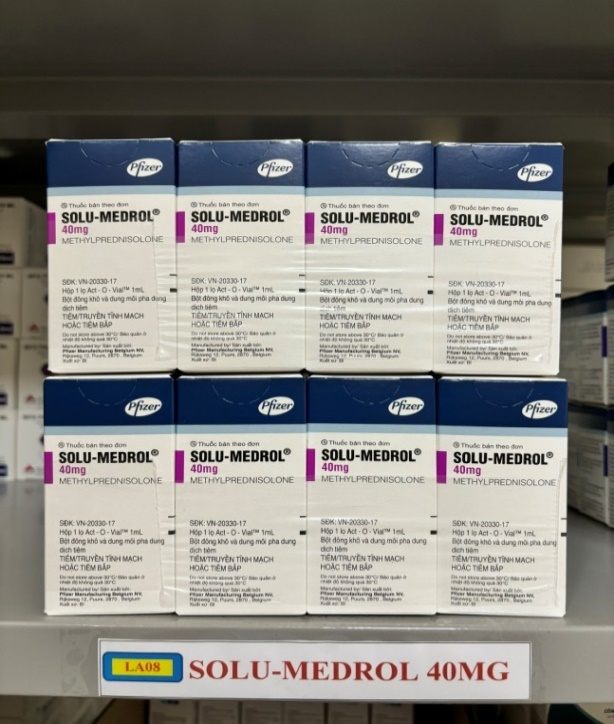 Pfizer
Thuốc bán theo đơn
SOLU-MEDROL®
40mg
METHYLPREDNISOLONE
SĐK: VN-20330-17
Hộp 1 lọ Act - O - Vial™ 1mL
Bột đông khô và dung môi pha dung
dịch tiêm
TIÊM/TRUYỀN TĨNH MẠCH
HOẶC TIÊM BẮP
Do not store above 30°C/ Bảo quản ở
nhiệt độ không quá 30°C
Manufactured by/ Sản xuất bởi:
Pfizer Manufacturing Belgium NV,
Rijksweg 12, Puurs, 2870 , Belgium
Xuất xứ: Bỉ
Pfizer
Thuốc bán theo đơn
SOLU-MEDROL®
40mg
METHYLPREDNISOLONE
SĐK: VN-20330-17
Hộp 1 lọ Act - O - Vial™ 1mL
Bột đông khô và dung môi pha dung
dịch tiêm
TIÊM/TRUYỀN TĨNH MẠCH
HOẶC TIÊM BẮP
Do not store above 30°C/ Bảo quản ở
nhiệt độ không quá 30°C
Manufactured by/ Sản xuất bởi:
Pfizer Manufacturing Belgium NV,
Rijksweg 12, Puurs, 2870 , Belgium
Xuất xứ: Bỉ
Pfizer
Thuốc bán theo đơn
SOLU-MEDROL®
40mg
METHYLPREDNISOLONE
SĐK: VN-20330-17
Hộp 1 lọ Act - O - Vial™ 1mL
Bột đông khô và dung môi pha dung
dịch tiêm
TIÊM/TRUYỀN TĨNH MẠCH
HOẶC TIÊM BẮP
Do not store above 30°C/ Bảo quản ở
nhiệt độ không quá 30°C
Manufactured by/ Sản xuất bởi:
Pfizer Manufacturing Belgium NV,
Rijksweg 12, Puurs, 2870 , Belgium
Xuất xứ: Bỉ
Pfizer
Thuốc bán theo đơn
SOLU-MEDROL®
40mg
METHYLPREDNISOLONE
SĐK: VN-20330-17
Hộp 1 lọ Act - O - Vial™ 1mL
Bột đông khô và dung môi pha dung
dịch tiêm
TIÊM/TRUYỀN TĨNH MẠCH
HOẶC TIÊM BẮP
Do not store above 30°C/ Bảo quản ở
nhiệt độ không quá 30°C
Manufactured by/ Sản xuất bởi:
Pfizer Manufacturing Belgium NV,
Rijksweg 12, Puurs, 2870 , Belgium
Xuất xứ: Bỉ
Pfizer
Thuốc bán theo đơn
SOLU-MEDROL®
40mg
METHYLPREDNISOLONE
SĐK: VN-20330-17
Hộp 1 lọ Act - O - Vial™ 1mL
Bột đông khô và dung môi pha dung
dịch tiêm
TIÊM/TRUYỀN TĨNH MẠCH
HOẶC TIÊM BẮP
Do not store above 30°C/ Bảo quản ở
nhiệt độ không quá 30°C
Manufactured by/ Sản xuất bởi:
Pfizer Manufacturing Belgium NV,
Rijksweg 12, Puurs, 2870 , Belgium
Xuất xứ: Bỉ
Pfizer
Thuốc bán theo đơn
SOLU-MEDROL®
40mg
METHYLPREDNISOLONE
SĐK: VN-20330-17
Hộp 1 lọ Act - O - Vial™ 1mL
Bột đông khô và dung môi pha dung
dịch tiêm
TIÊM/TRUYỀN TĨNH MẠCH
HOẶC TIÊM BẮP
Do not store above 30°C/ Bảo quản ở
nhiệt độ không quá 30°C
Manufactured by/ Sản xuất bởi:
Pfizer Manufacturing Belgium NV,
Rijksweg 12, Puurs, 2870 , Belgium
Xuất xứ: Bỉ
Pfizer
Thuốc bán theo đơn
SOLU-MEDROL®
40mg
METHYLPREDNISOLONE
SĐK: VN-20330-17
Hộp 1 lọ Act - O - Vial™ 1mL
Bột đông khô và dung môi pha dung
dịch tiêm
TIÊM/TRUYỀN TĨNH MẠCH
HOẶC TIÊM BẮP
Do not store above 30°C/ Bảo quản ở
nhiệt độ không quá 30°C
Manufactured by/ Sản xuất bởi:
Pfizer Manufacturing Belgium NV,
Rijksweg 12, Puurs, 2870 , Belgium
Xuất xứ: Bỉ
Pfizer
Thuốc bán theo đơn
SOLU-MEDROL®
40mg
METHYLPREDNISOLONE
SĐK: VN-20330-17
Hộp 1 lọ Act - O - Vial™ 1mL
Bột đông khô và dung môi pha dung
dịch tiêm
TIÊM/TRUYỀN TĨNH MẠCH
HOẶC TIÊM BẮP
Do not store above 30°C/ Bảo quản ở
nhiệt độ không quá 30°C
Manufactured by/ Sản xuất bởi:
Pfizer Manufacturing Belgium NV,
Rijksweg 12, Puurs, 2870 , Belgium
Xuất xứ: Bỉ
LA08 SOLU-MEDROL 40MG